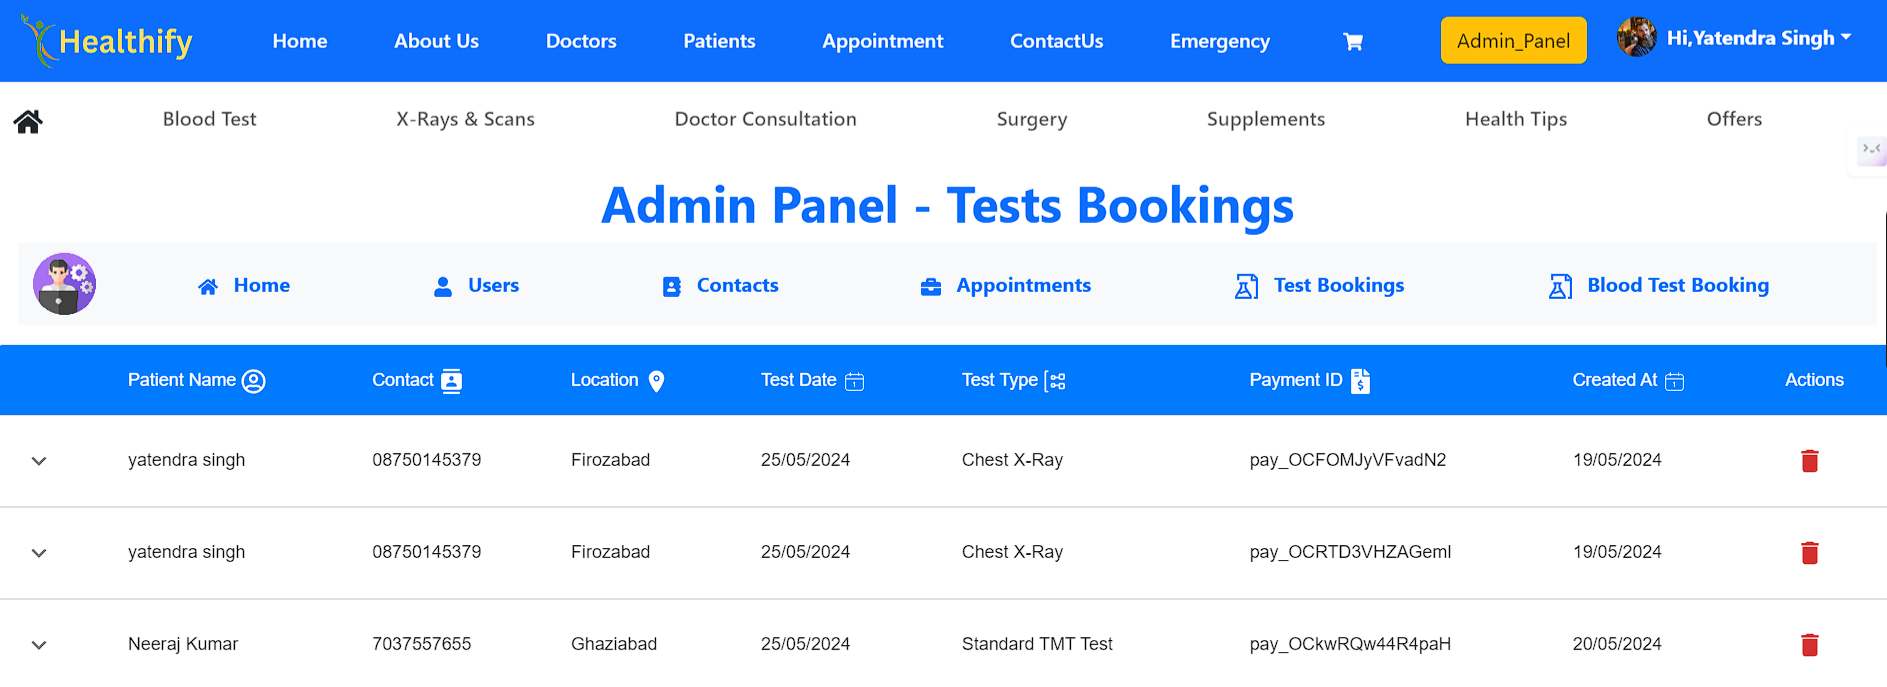 Healthify Home About Us Doctors Patients Appointment ContactUs Emergency Admin_Panel Hi,Yatendra Singh
Blood Test X-Rays & Scans Doctor Consultation Surgery Supplements Health Tips Offers
Admin Panel - Tests Bookings
Home Users Contacts Appointments Test Bookings Blood Test Booking
Patient Name Contact Location Test Date Test Type Payment ID Created At Actions
yatendra singh 08750145379 Firozabad 25/05/2024 Chest X-Ray pay_OCFOMJyVFvadN2 19/05/2024
yatendra singh 08750145379 Firozabad 25/05/2024 Chest X-Ray pay_OCRTD3VHZAGeml 19/05/2024
Neeraj Kumar 7037557655 Ghaziabad 25/05/2024 Standard TMT Test pay_OCkwRQw44R4paH 20/05/2024